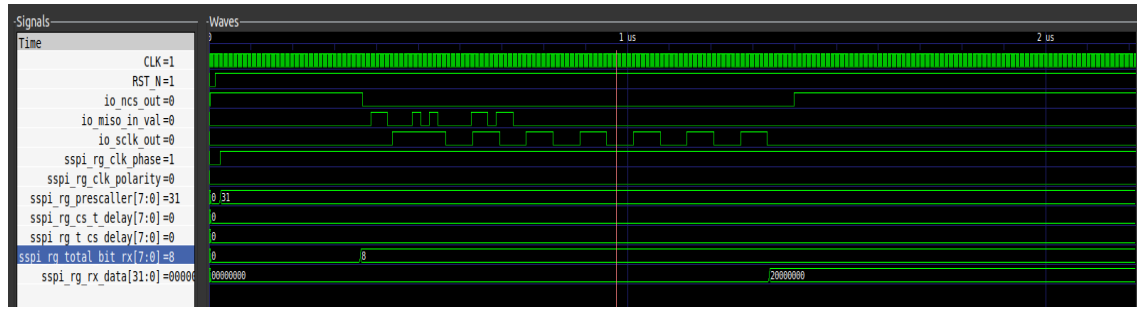 Signals
Waves
Time
1 us
2 us
CLK=1
RST_N=1
io_ncs_out=0
io_miso_in_val=0
io_sclk_out=0
sspi_rg_clk_phase=1
sspi_rg_clk_polarity=0
sspi_rg_prescaller[7:0]=31
0 31
sspi_rg_cs_t_delay[7:0]=0
0
sspi_rg_t_cs_delay[7:0]=0
0
sspi_rg_total_bit_rx[7:0]=8
0 8
sspi_rg_rx_data[31:0]=00000
00000000 20000000